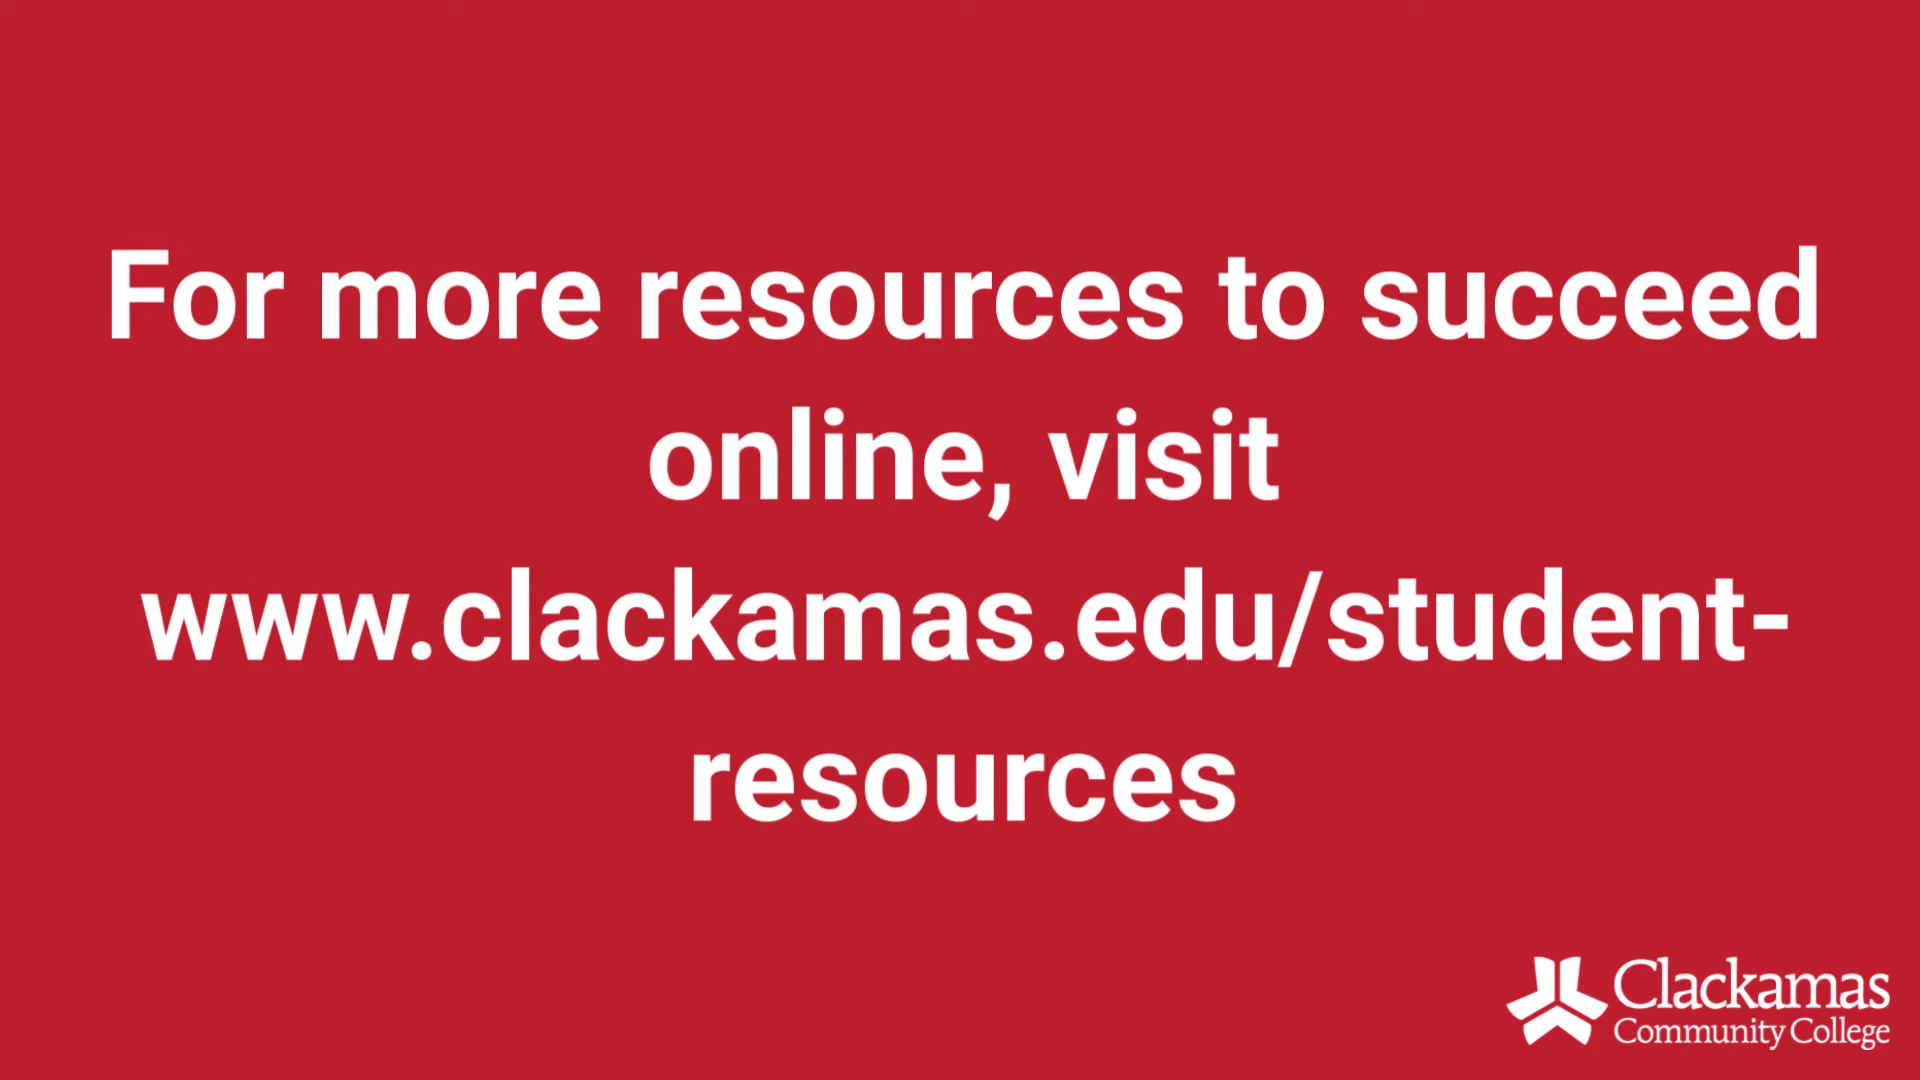 For more resources to succeed
online, visit
www.clackamas.edu/student-
resources
Clackamas
Community College